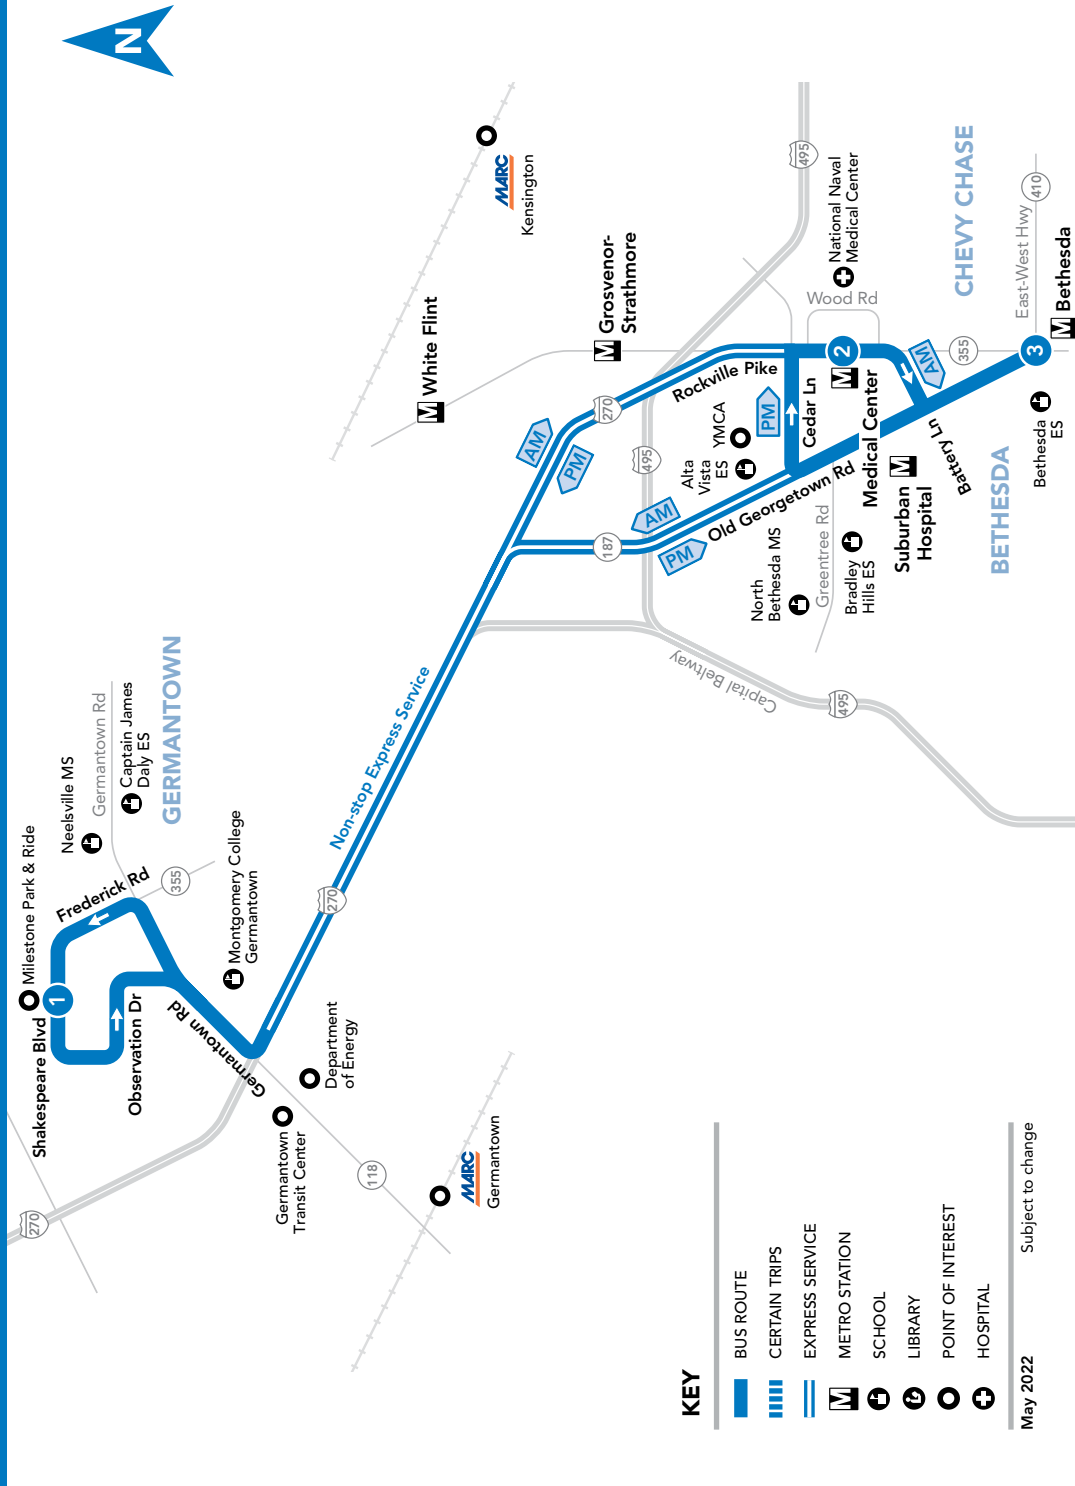 N
270
Shakespeare Blvd
1
Milestone Park & Ride
Neelsville MS
Germantown Rd
Captain James
Daly ES
GERMANTOWN
Frederick Rd
355
Observation Dr
Germantown Rd
Montgomery College
Germantown
Germantown
Transit Center
Department
of Energy
118
MARC
Germantown
270
Non-stop Express Service
MARC
Kensington
M White Flint
M Grosvenor-
Strathmore
AM
PM
270
Rockville Pike
495
495
187
AM
PM
Old Georgetown Rd
Alta
Vista
ES
YMCA
PM
Cedar Ln
North
Bethesda MS
Greentree Rd
Bradley
Hills ES
Capital Beltway
495
Wood Rd
National Naval
Medical Center
2
M
Medical Center
M
Suburban
Hospital
AM
Battery Ln
355
CHEVY CHASE
BETHESDA
East-West Hwy
410
3
M Bethesda
Bethesda
ES
KEY
BUS ROUTE
CERTAIN TRIPS
EXPRESS SERVICE
M METRO STATION
SCHOOL
LIBRARY
POINT OF INTEREST
HOSPITAL
May 2022
Subject to change